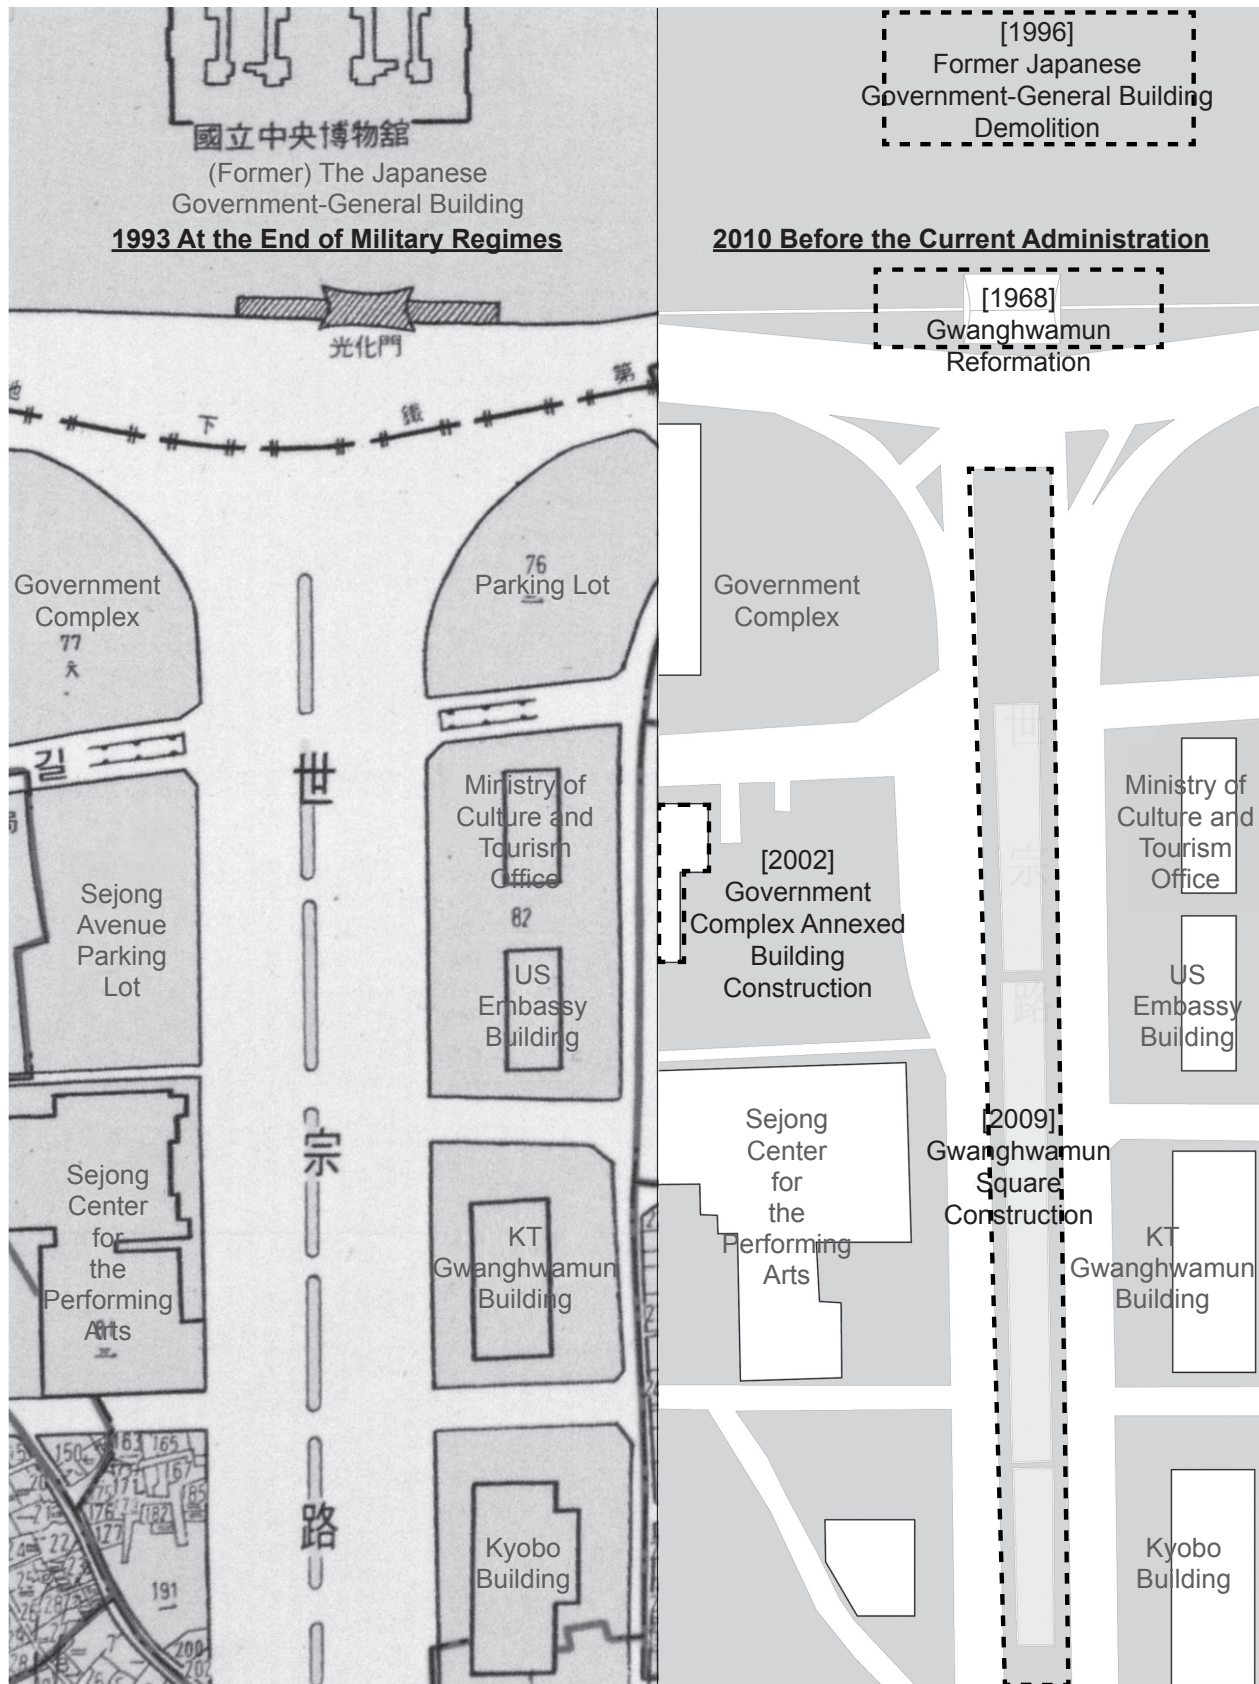 國立中央博物舘
(Former) The Japanese
Government-General Building
1993 At the End of Military Regimes
光化門
地
下
鐵
第
Government
Complex
77
大
76
Parking Lot
길
世
Ministry of
Culture and
Tourism
Office
82
Sejong
Avenue
Parking
Lot
US
Embassy
Building
宗
Sejong
Center
for
the
Performing
Arts
KT
Gwanghwamun
Building
路
150
163
165
167
171
185
176
182
177
22
191
200
202
Kyobo
Building
[1996]
Former Japanese
Government-General Building
Demolition
2010 Before the Current Administration
[1968]
Gwanghwamun
Reformation
Government
Complex
世
宗
路
Ministry of
Culture and
Tourism
Office
[2002]
Government
Complex Annexed
Building
Construction
US
Embassy
Building
Sejong
Center
for
the
Performing
Arts
[2009]
Gwanghwamun
Square
Construction
KT
Gwanghwamun
Building
Kyobo
Building